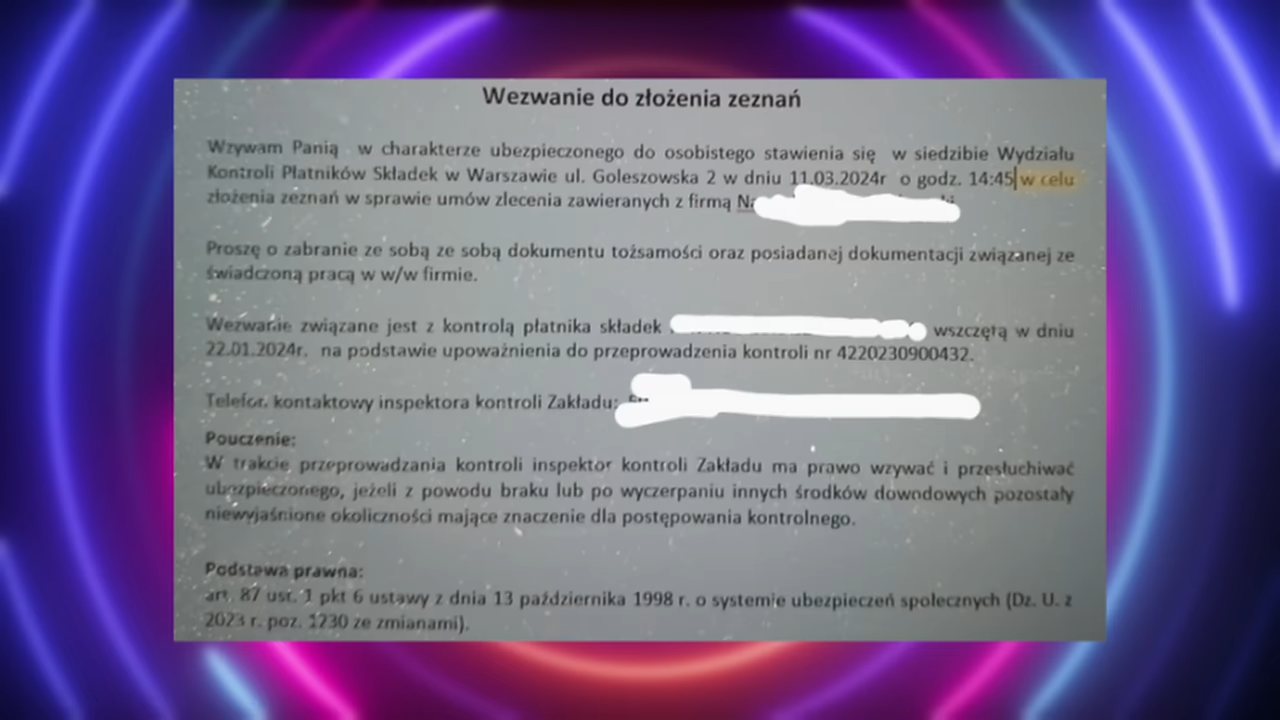 Wezwanie do złożenia zeznań
Wzywam Panią w charakterze ubezpieczonego do osobistego stawienia się w siedzibie Wydziału
Kontroli Płatników Składek w Warszawie ul. Goleszowska 2 w dniu 11.03.2024r o godz. 14:45 w celu
złożenia zeznań w sprawie umów zlecenia zawieranych z firmą
Proszę o zabranie ze sobą ze sobą dokumentu tożsamości oraz posiadanej dokumentacji związanej ze
świadczoną pracą w w/w firmie.
Wezwanie związane jest z kontrolą płatnika składek wszczętą w dniu
22.01.2024r. na podstawie upoważnienia do przeprowadzenia kontroli nr 4220230900432.
Telefon kontaktowy inspektora kontroli Zakładu:
Pouczenie:
W trakcie przeprowadzania kontroli inspektor kontroli Zakładu ma prawo wzywać i przesłuchiwać
ubezpieczonego, jeżeli z powodu braku lub po wyczerpaniu innych środków dowodowych pozostały
niewyjaśnione okoliczności mające znaczenie dla postępowania kontrolnego.
Podstawa prawna:
art. 87 ust. 1 pkt 6 ustawy z dnia 13 października 1998 r. o systemie ubezpieczeń społecznych (Dz. U. z
2023 r. poz. 1230 ze zmianami).